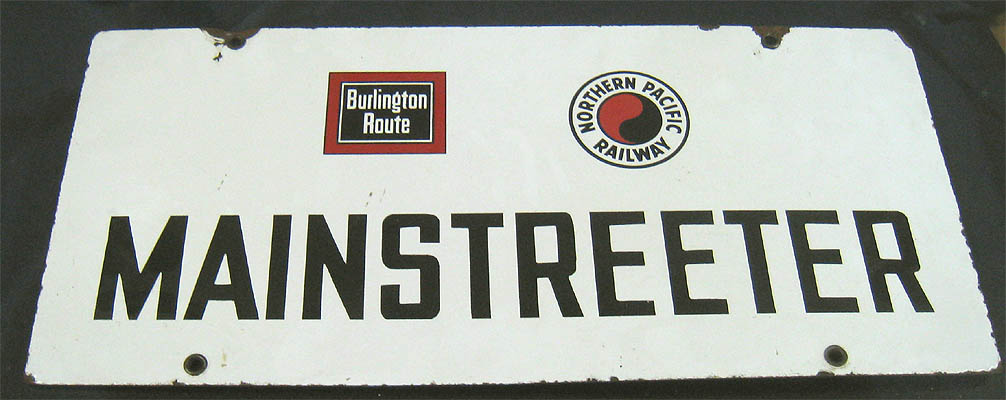 Burlington
Route
NORTHERN PACIFIC
RAILWAY
MAINSTREETER